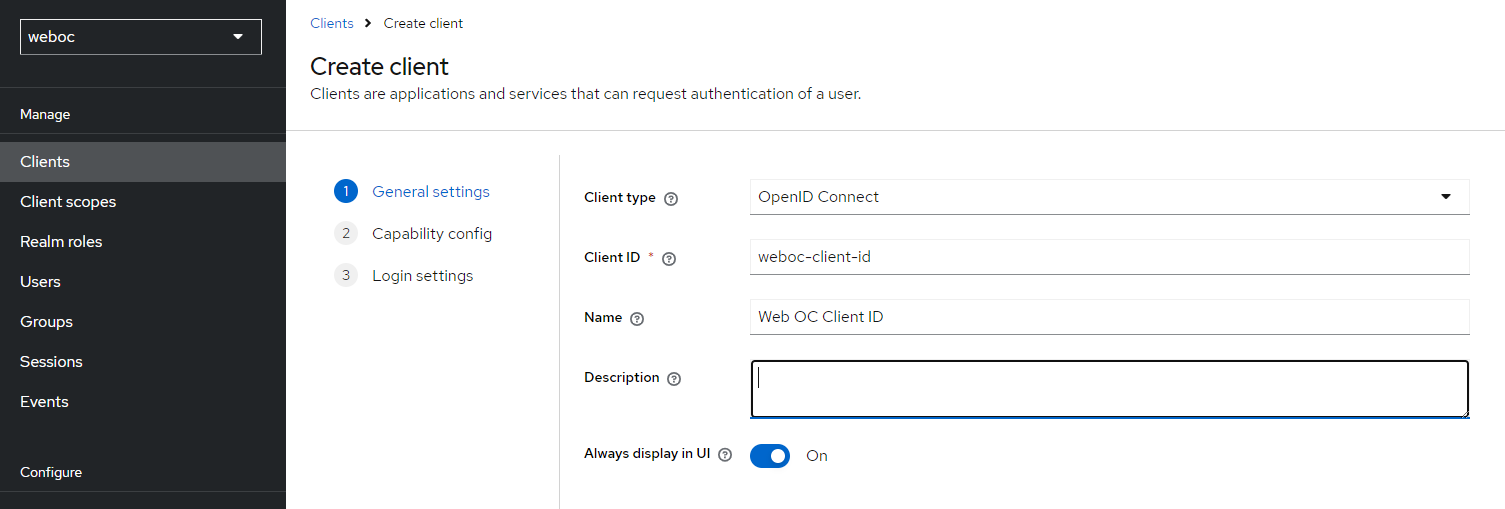 weboc
Manage
Clients
Client scopes
Realm roles
Users
Groups
Sessions
Events
Configure
Clients > Create client
Create client
Clients are applications and services that can request authentication of a user.
1 General settings
2 Capability config
3 Login settings
Client type ? OpenID Connect
Client ID * ? weboc-client-id
Name ? Web OC Client ID
Description ?
Always display in UI ? On